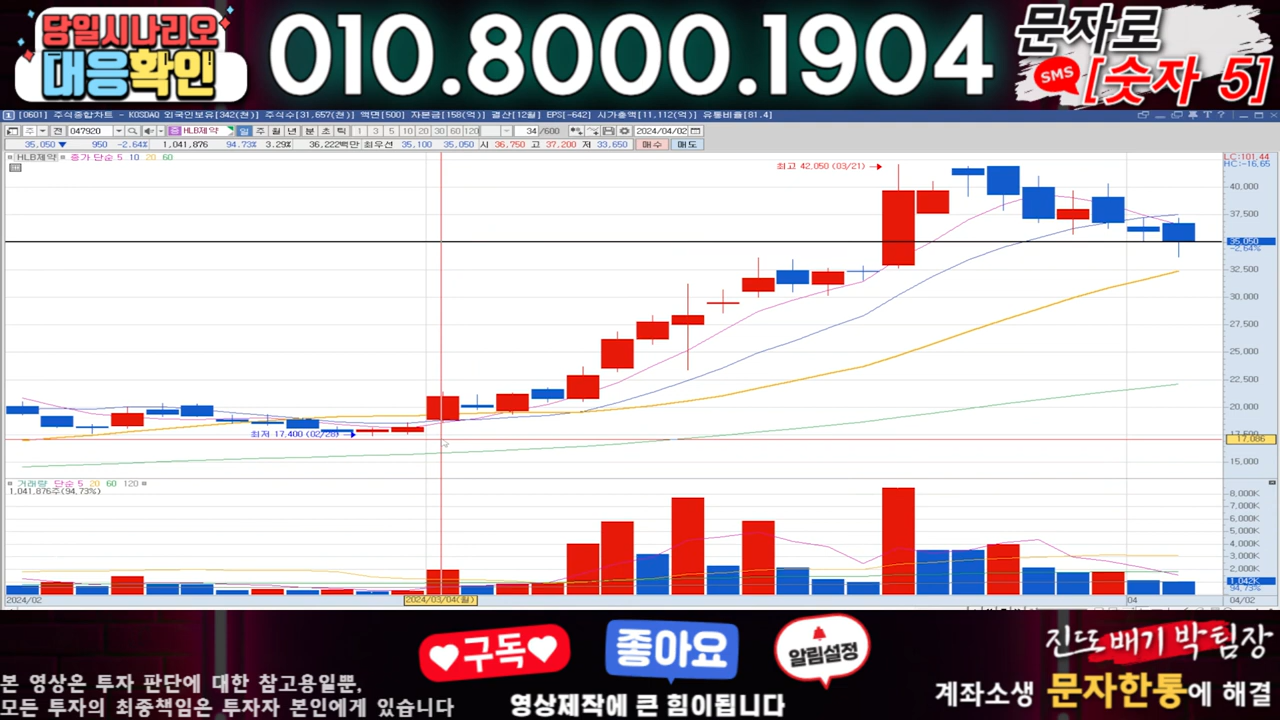 당일시나리오
대응확인
010.8000.1904
문자로
SMS
[숫자 5]
[0601] 주식종합차트 - KOSDAQ 외국인보유[342(천)] 주식수[31,657(천)] 액면[500] 자본금[158(억)] 결산[12월] EPS[-642] 시가총액[11,112(억)] 유통비율[81.4]
주 전 047920 HLB제약 일 주 월 년 분 초 틱 1 3 5 10 20 30 60 120 34 /600 2024/04/02
35,050 ▼ 950 -2.64% 1,041,876 94.73% 3.29% 36,222백만 최우선 35,100 35,050 시 36,750 고 37,200 저 33,650 매수 매도
HLB제약 종가 단순 5 10 20 60
LC:101.44
HC:-16.65
최고 42,050 (03/21)
40,000
37,500
35,050
-2.64%
32,500
30,000
27,500
25,000
22,500
20,000
최저 17,400 (02/28)
17,500
17,086
15,000
거래량 단순 5 20 60 120
1,041,876주(94.73%)
8,000K
7,000K
6,000K
5,000K
4,000K
3,000K
2,000K
1,042K
94.73%
2024/02
2024/03/04(월)
04
04/02
구독
좋아요
알림설정
영상제작에 큰 힘이됩니다
본 영상은 투자 판단에 대한 참고용일뿐,
모든 투자의 최종책임은 투자자 본인에게 있습니다
진또배기 박팀장
계좌소생 문자한통에 해결